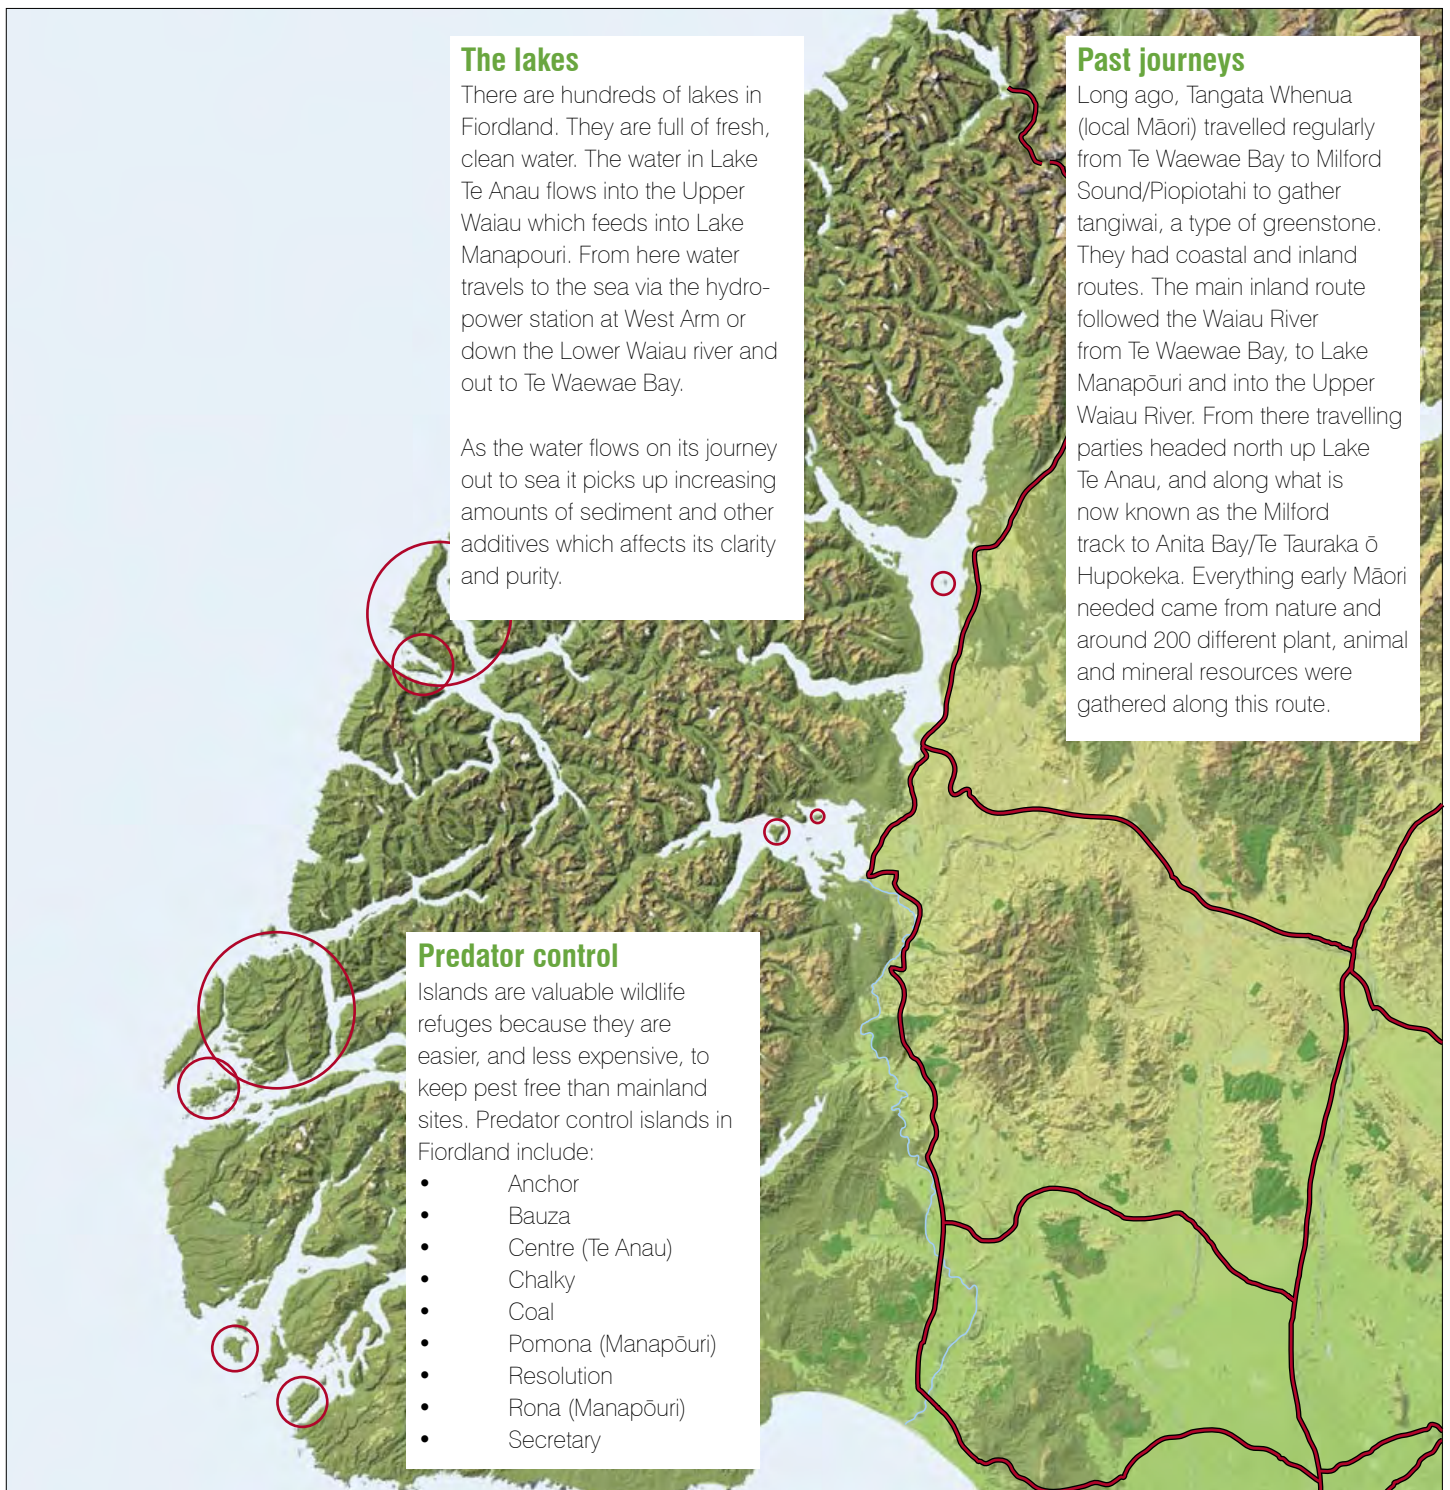 The lakes
There are hundreds of lakes in
Fiordland. They are full of fresh,
clean water. The water in Lake
Te Anau flows into the Upper
Waiau which feeds into Lake
Manapouri. From here water
travels to the sea via the hydro-
power station at West Arm or
down the Lower Waiau river and
out to Te Waewae Bay.
As the water flows on its journey
out to sea it picks up increasing
amounts of sediment and other
additives which affects its clarity
and purity.
Past journeys
Long ago, Tangata Whenua
(local Māori) travelled regularly
from Te Waewae Bay to Milford
Sound/Piopiotahi to gather
tangiwai, a type of greenstone.
They had coastal and inland
routes. The main inland route
followed the Waiau River
from Te Waewae Bay, to Lake
Manapōuri and into the Upper
Waiau River. From there travelling
parties headed north up Lake
Te Anau, and along what is
now known as the Milford
track to Anita Bay/Te Tauraka ō
Hupokeka. Everything early Māori
needed came from nature and
around 200 different plant, animal
and mineral resources were
gathered along this route.
Predator control
Islands are valuable wildlife
refuges because they are
easier, and less expensive, to
keep pest free than mainland
sites. Predator control islands in
Fiordland include:
• Anchor
• Bauza
• Centre (Te Anau)
• Chalky
• Coal
• Pomona (Manapōuri)
• Resolution
• Rona (Manapōuri)
• Secretary